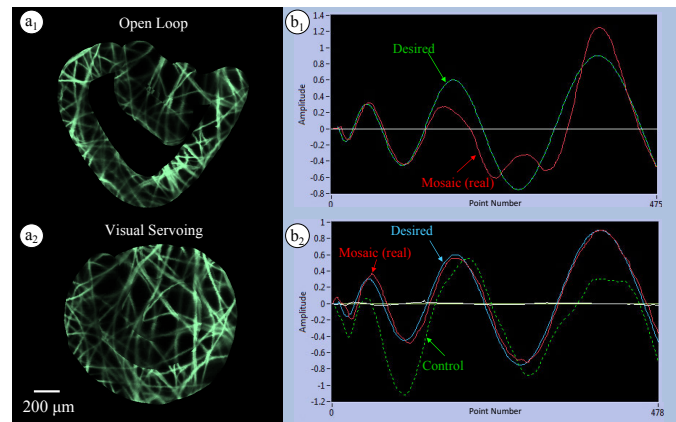 a1
Open Loop
b1
1.4
1.2
1
0.8
0.6
0.4
0.2
0
-0.2
-0.4
-0.6
-0.8
Amplitude
Desired
Mosaic (real)
0
Point Number
475
a2
Visual Servoing
200 μm
b2
1
0.8
0.6
0.4
0.2
0
-0.2
-0.4
-0.6
-0.8
-1
-1.2
Amplitude
Desired
Mosaic (real)
Control
0
Point Number
478